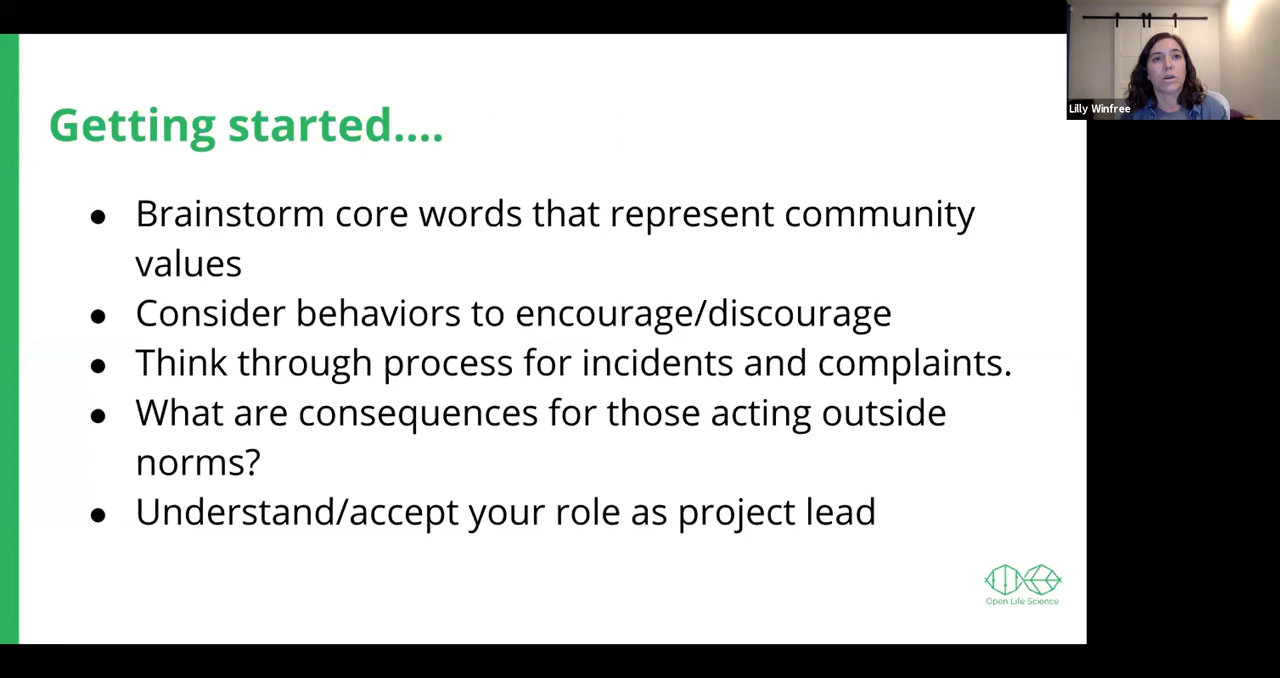 Getting started....
Lilly Winfree
● Brainstorm core words that represent community
values
● Consider behaviors to encourage/discourage
● Think through process for incidents and complaints.
● What are consequences for those acting outside
norms?
● Understand/accept your role as project lead
Open Life Science